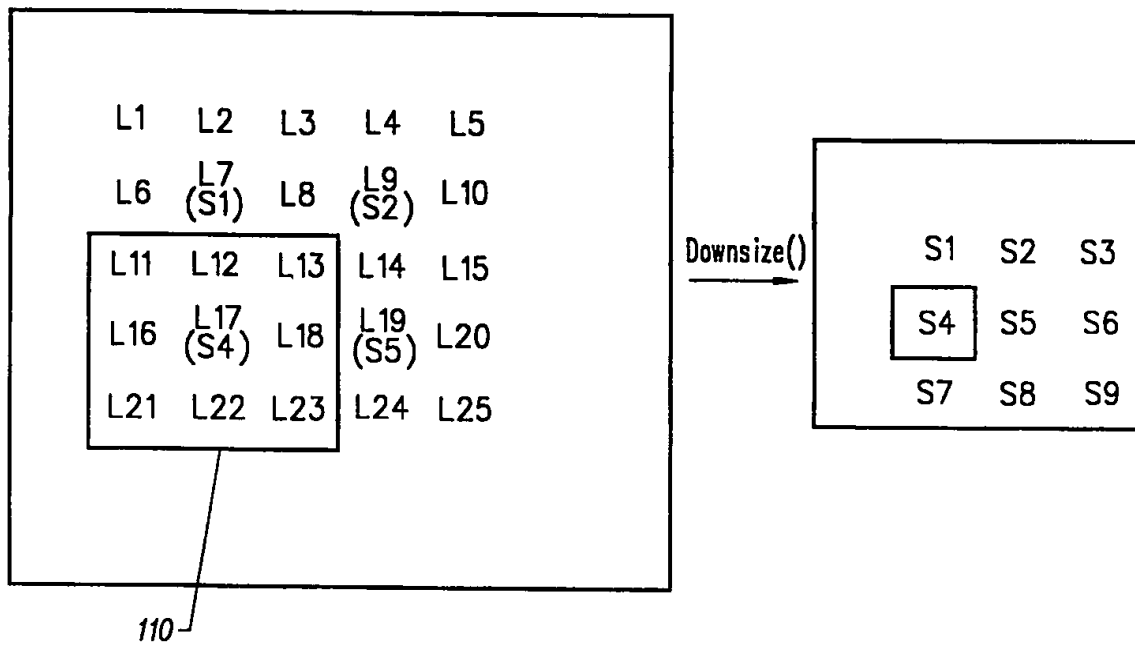 L1 L2 L3 L4 L5
L6 L7 L8 L9 L10
(S1) (S2)
L11 L12 L13 L14 L15
L16 L17 L18 L19 L20
(S4) (S5)
L21 L22 L23 L24 L25
110
Downsize()
S1 S2 S3
S4 S5 S6
S7 S8 S9